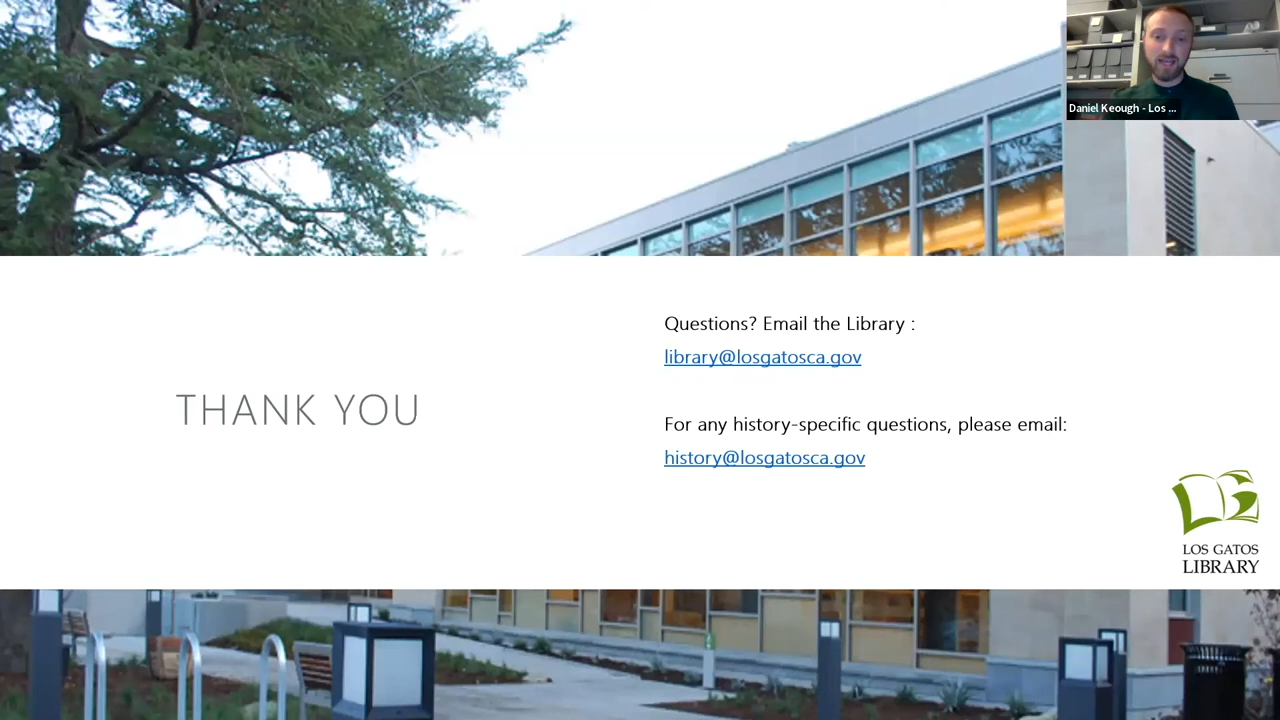 Daniel Keough - Los ...
THANK YOU
Questions? Email the Library :
library@losgatosca.gov
For any history-specific questions, please email:
history@losgatosca.gov
LG
LOS GATOS
LIBRARY